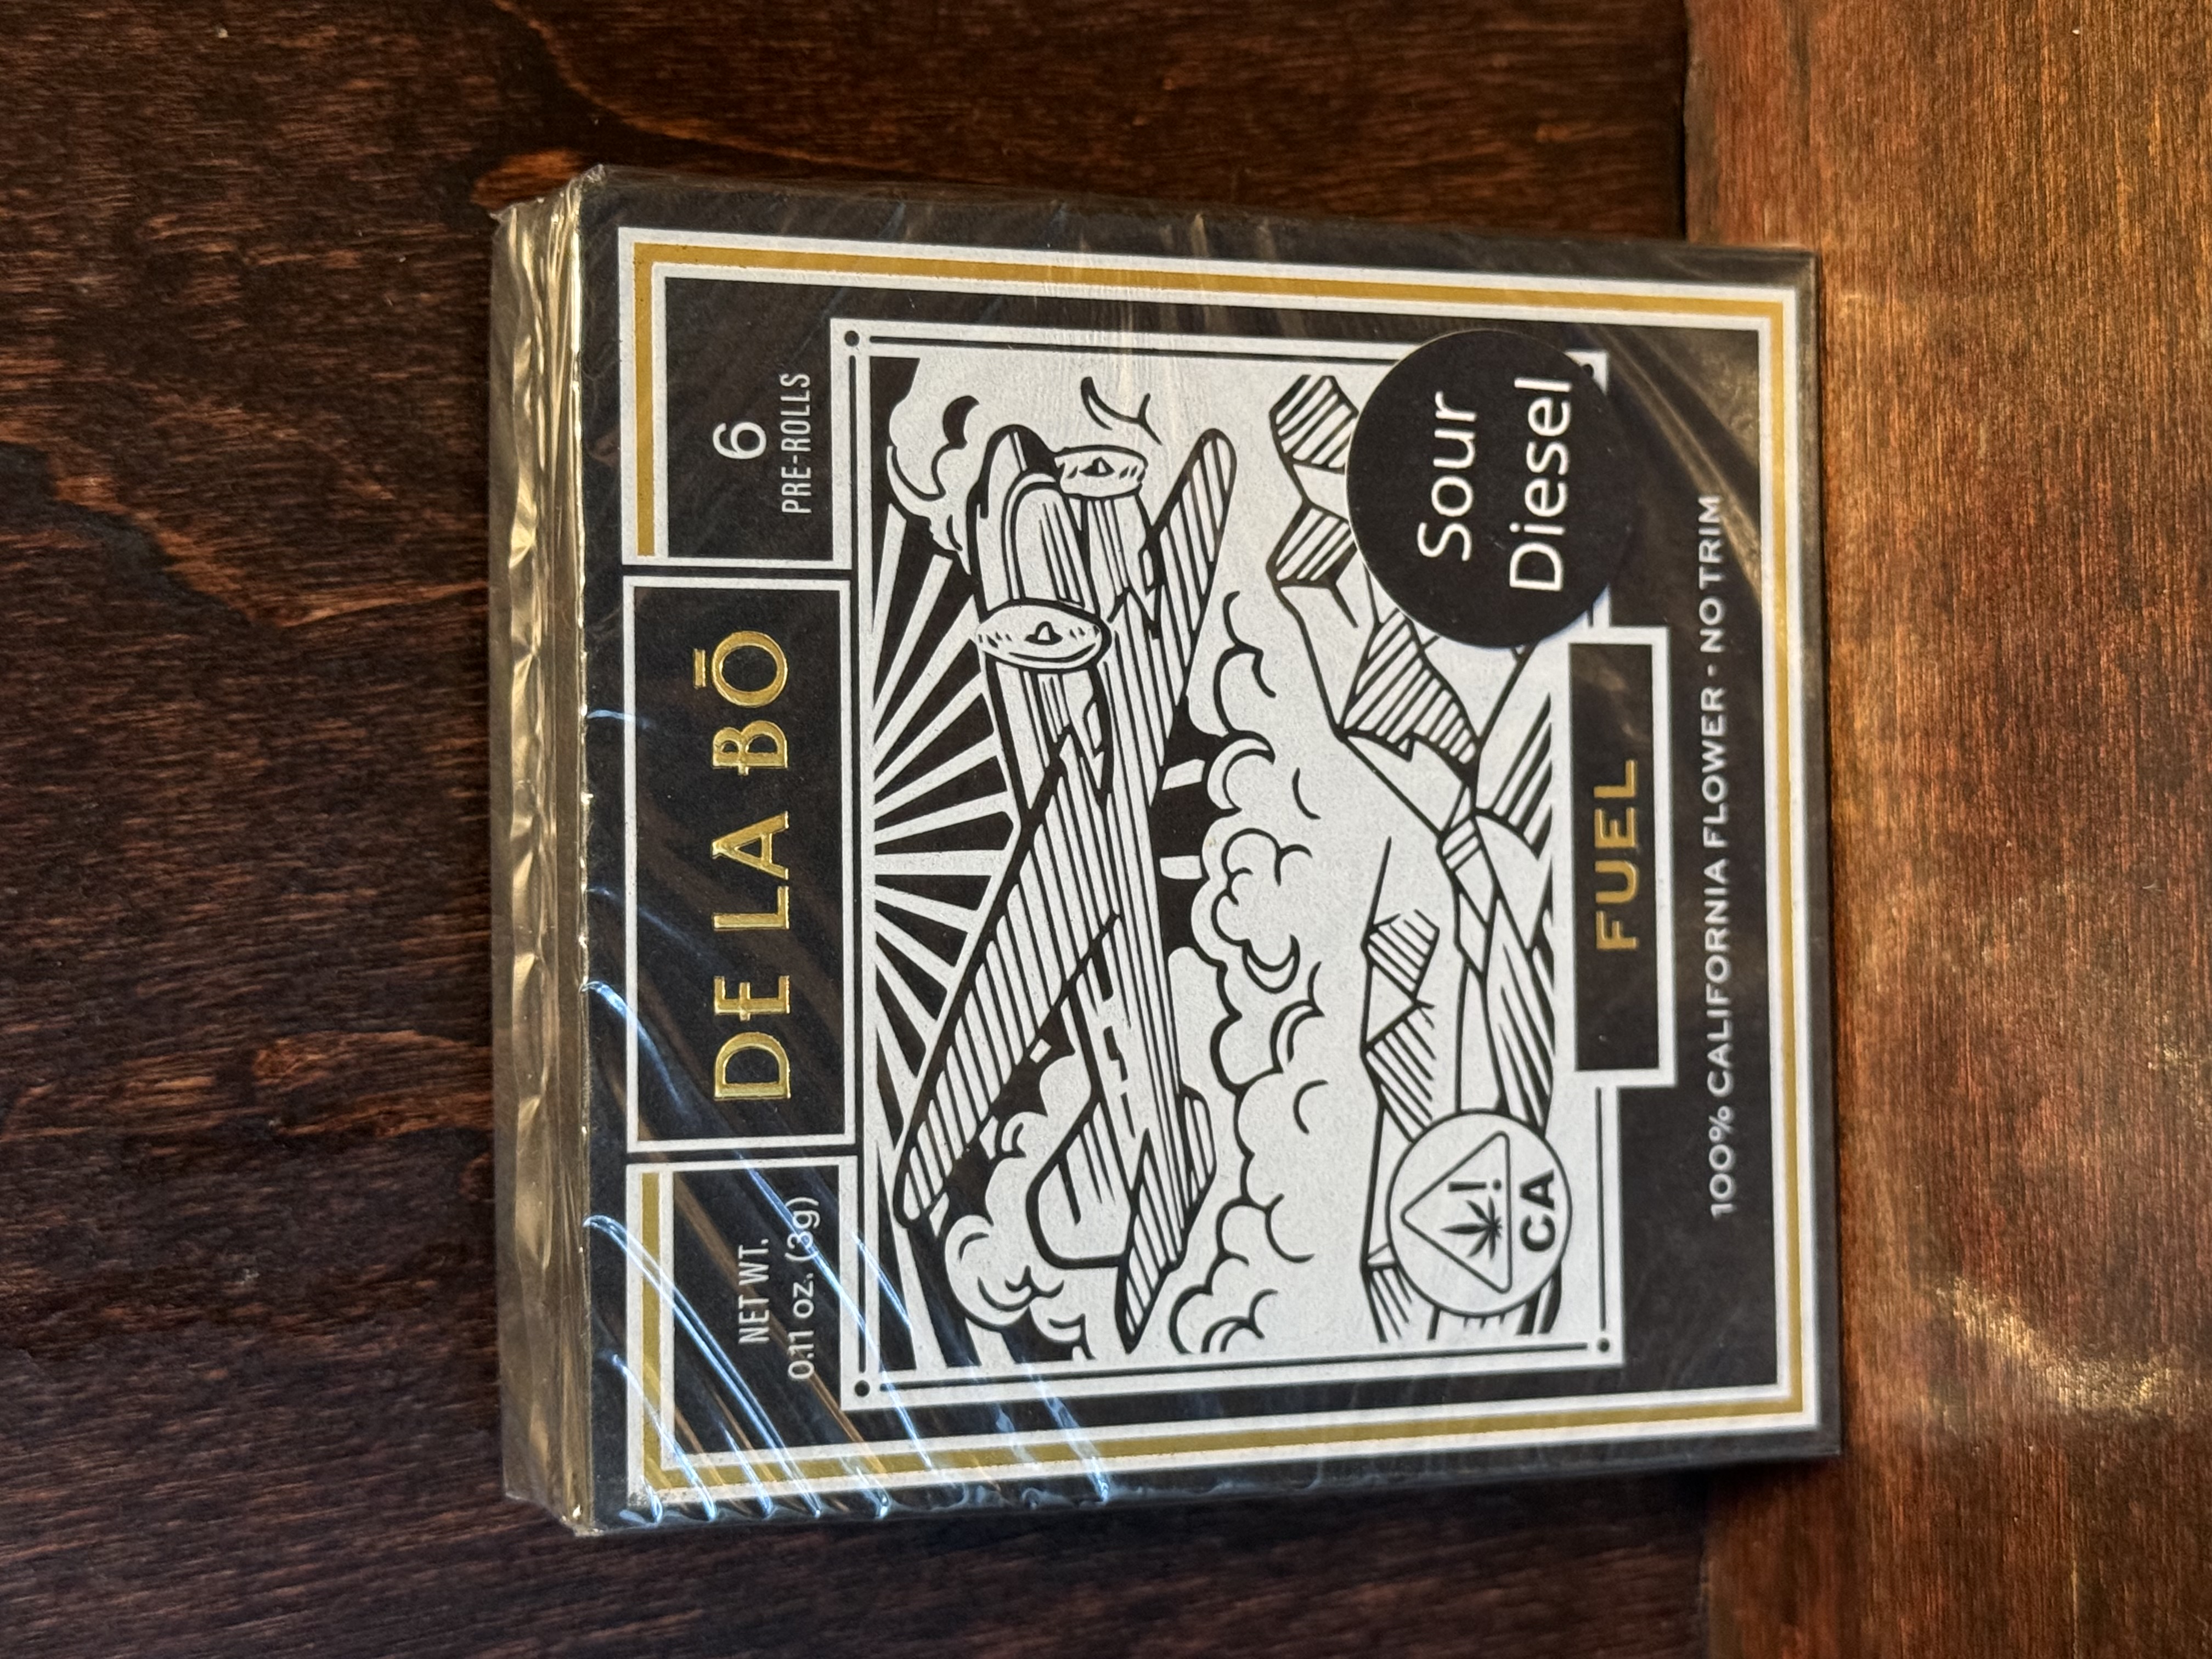 NET WT.
0.11 oz. (3g)
DE LA BŌ
6
PRE-ROLLS
Sour
Diesel
!
CA
FUEL
100% CALIFORNIA FLOWER - NO TRIM